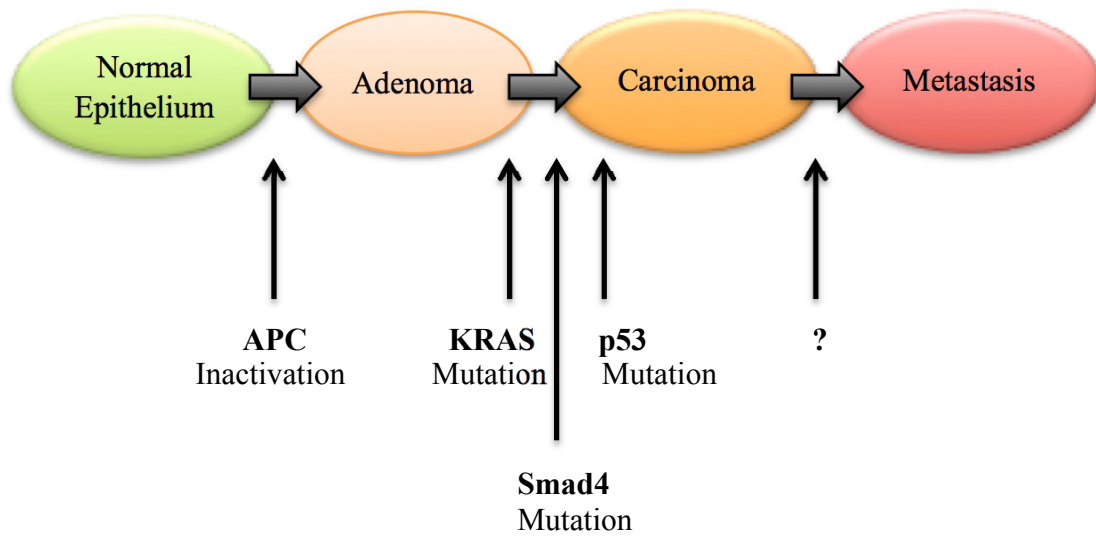 Normal
Epithelium
Adenoma
Carcinoma
Metastasis
APC
Inactivation
KRAS
Mutation
p53
Mutation
?
Smad4
Mutation